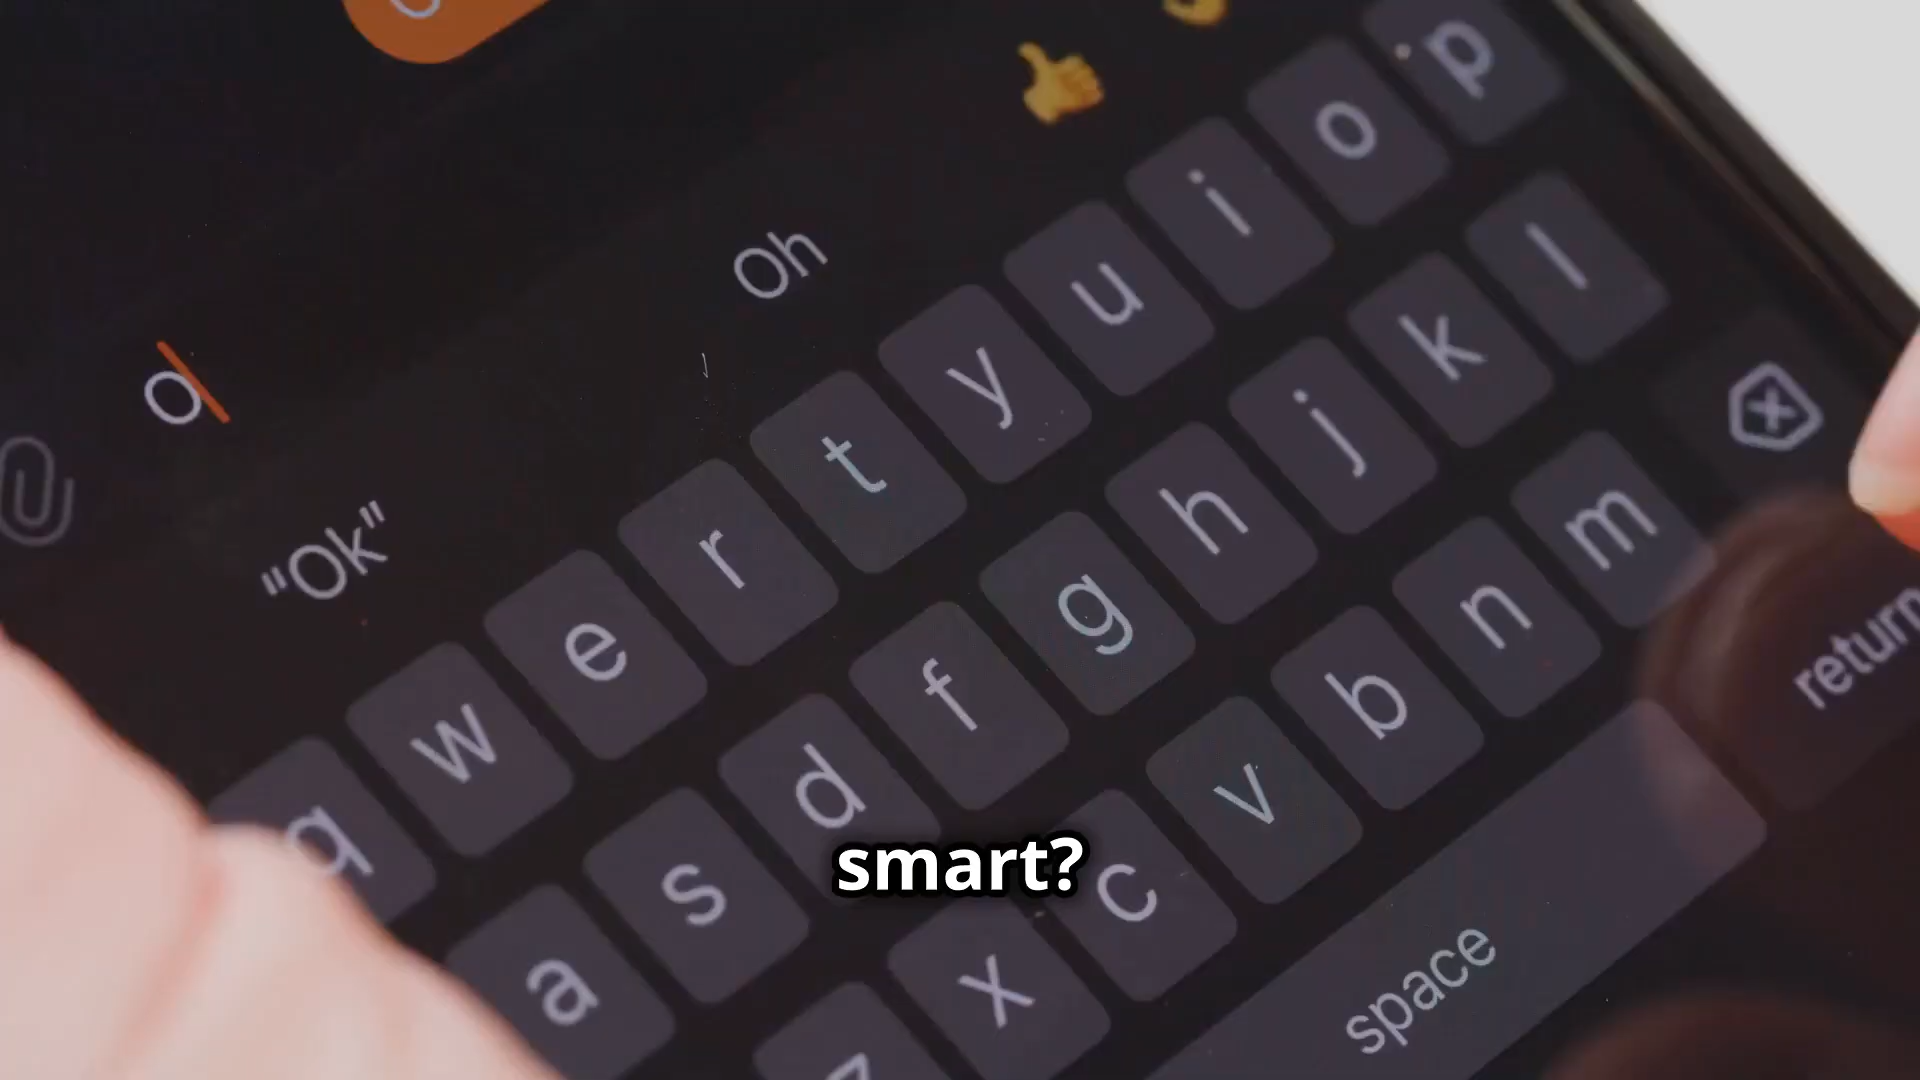 o
"Ok"
Oh
q w e r t y u i o p
a s d f g h j k l
z x c v b n m
space
return
smart?